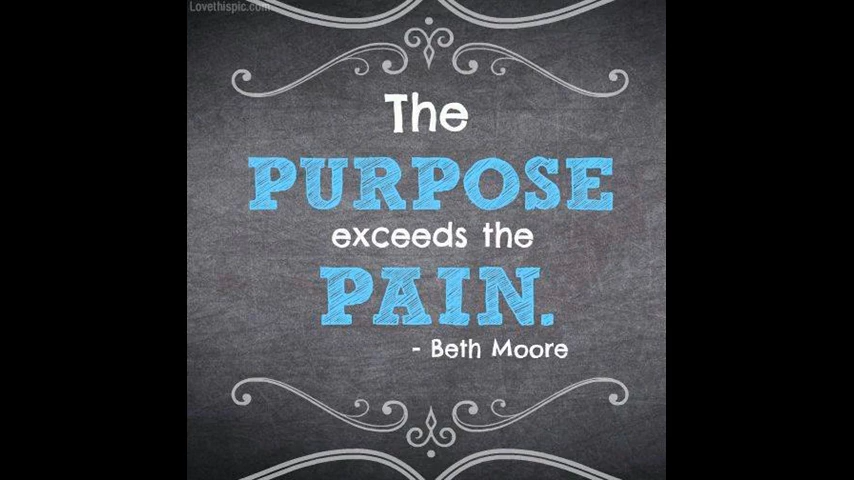 Lovethispic.com
The
PURPOSE
exceeds the
PAIN.
- Beth Moore